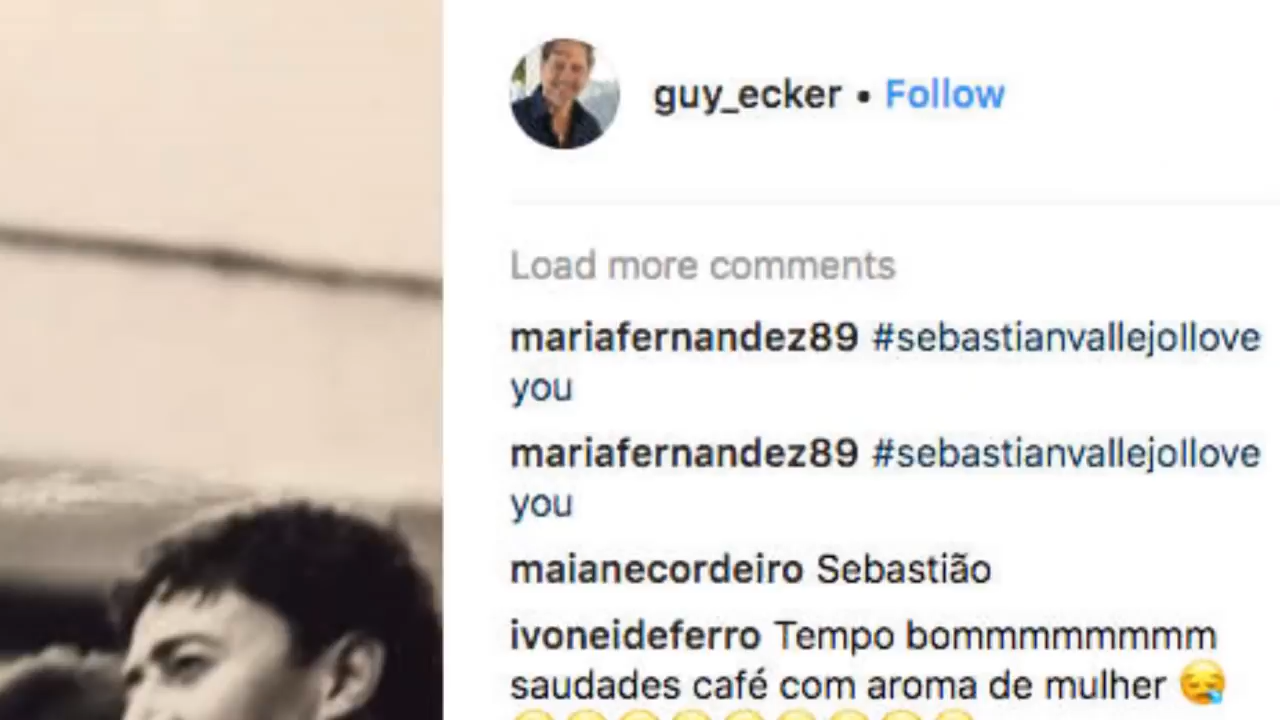 guy_ecker • Follow
Load more comments
mariafernandez89 #sebastianvallejollove
you
mariafernandez89 #sebastianvallejollove
you
maianecordeiro Sebastião
ivoneideferro Tempo bommmmmmmm
saudades café com aroma de mulher 😪